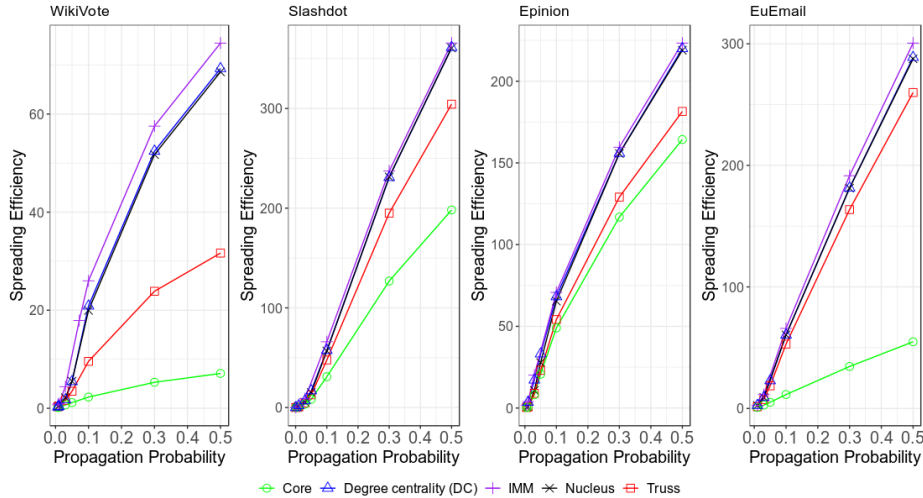 WikiVote
Slashdot
Epinion
EuEmail
Spreading Efficiency
60
40
20
0
0.0 0.1 0.2 0.3 0.4 0.5
Propagation Probability
Spreading Efficiency
300
200
100
0
0.0 0.1 0.2 0.3 0.4 0.5
Propagation Probability
Spreading Efficiency
200
150
100
50
0
0.0 0.1 0.2 0.3 0.4 0.5
Propagation Probability
Spreading Efficiency
300
200
100
0
0.0 0.1 0.2 0.3 0.4 0.5
Propagation Probability
Core Degree centrality (DC) IMM Nucleus Truss